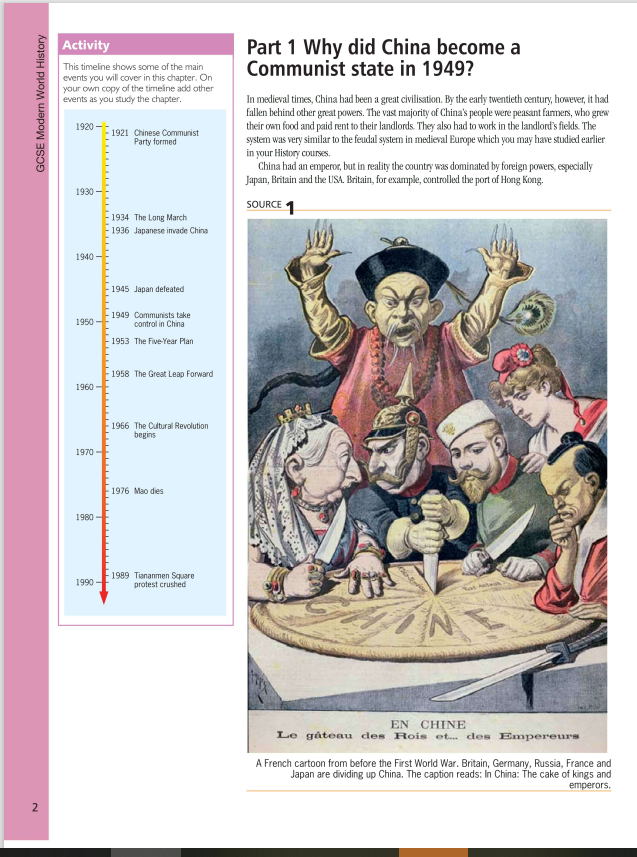 GCSE Modern World History
Activity
This timeline shows some of the main
events you will cover in this chapter. On
your own copy of the timeline add other
events as you study the chapter.
1920
1921 Chinese Communist
Party formed
1930
1934 The Long March
1936 Japanese invade China
1940
1945 Japan defeated
1949 Communists take
control in China
1950
1953 The Five-Year Plan
1958 The Great Leap Forward
1960
1966 The Cultural Revolution
begins
1970
1976 Mao dies
1980
1989 Tiananmen Square
protest crushed
1990
2
Part 1 Why did China become a
Communist state in 1949?
In medieval times, China had been a great civilisation. By the early twentieth century, however, it had
fallen behind other great powers. The vast majority of China's people were peasant farmers, who grew
their own food and paid rent to their landlords. They also had to work in the landlord's fields. The
system was very similar to the feudal system in medieval Europe which you may have studied earlier
in your History courses.
China had an emperor, but in reality the country was dominated by foreign powers, especially
Japan, Britain and the USA. Britain, for example, controlled the port of Hong Kong.
SOURCE 1
CHINE
EN CHINE
Le gâteau des Rois et... des Empereurs
A French cartoon from before the First World War. Britain, Germany, Russia, France and
Japan are dividing up China. The caption reads: In China: The cake of kings and
emperors.